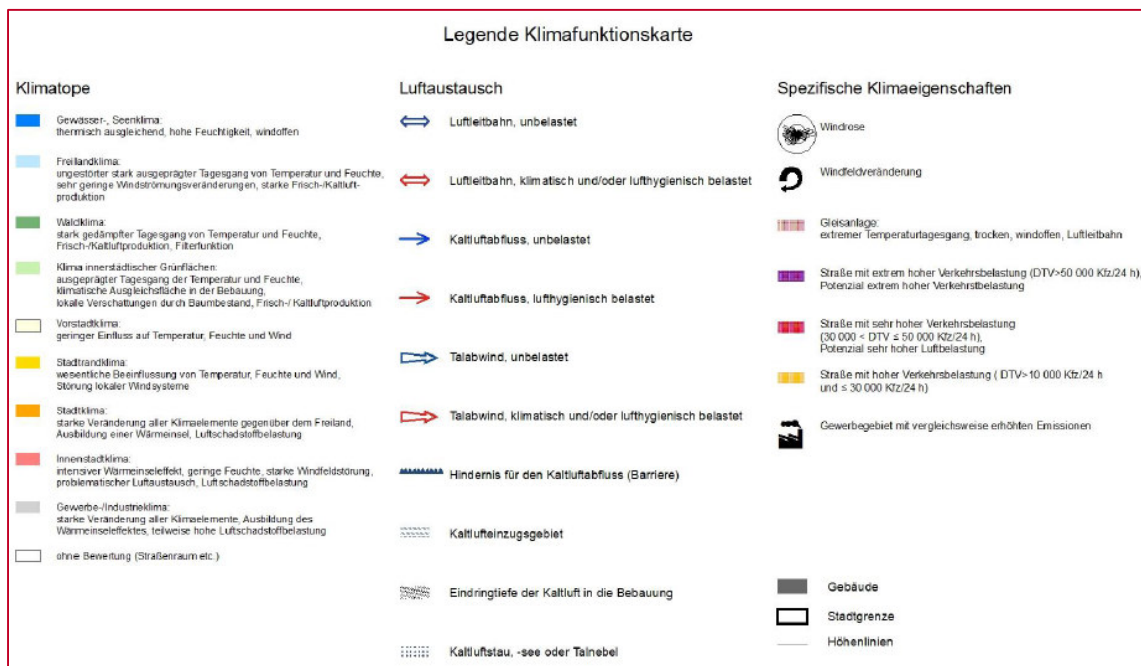 Legende Klimafunktionskarte
Klimatope
Gewässer-, Seenklima:
thermisch ausgleichend, hohe Feuchtigkeit, windoffen
Freilandklima:
ungestörter stark ausgeprägter Tagesgang von Temperatur und Feuchte,
sehr geringe Windströmungsveränderungen, starke Frisch-/Kaltluft-
produktion
Waldklima:
stark gedämpfter Tagesgang von Temperatur und Feuchte,
Frisch-/Kaltluftproduktion, Filterfunktion
Klima innerstädtischer Grünflächen:
ausgeprägter Tagesgang der Temperatur und Feuchte,
klimatische Ausgleichsfläche in der Bebauung,
lokale Verschattungen durch Baumbestand, Frisch-/ Kaltluftproduktion
Vorstadtklima:
geringer Einfluss auf Temperatur, Feuchte und Wind
Stadtrandklima:
wesentliche Beeinflussung von Temperatur, Feuchte und Wind,
Störung lokaler Windsysteme
Stadtklima:
starke Veränderung aller Klimaelemente gegenüber dem Freiland,
Ausbildung einer Wärmeinsel, Luftschadstoffbelastung
Innenstadtklima:
intensiver Wärmeinseleffekt, geringe Feuchte, starke Windfeldstörung,
problematischer Luftaustausch, Luftschadstoffbelastung
Gewerbe-/Industrieklima:
starke Veränderung aller Klimaelemente, Ausbildung des
Wärmeinseleffektes, teilweise hohe Luftschadstoffbelastung
ohne Bewertung (Straßenraum etc.)
Luftaustausch
Luftleitbahn, unbelastet
Luftleitbahn, klimatisch und/oder lufthygienisch belastet
Kaltluftabfluss, unbelastet
Kaltluftabfluss, lufthygienisch belastet
Talabwind, unbelastet
Talabwind, klimatisch und/oder lufthygienisch belastet
Hindernis für den Kaltluftabfluss (Barriere)
Kaltlufteinzugsgebiet
Eindringtiefe der Kaltluft in die Bebauung
Kaltluftstau, -see oder Talnebel
Spezifische Klimaeigenschaften
Windrose
Windfeldveränderung
Gleisanlage:
extremer Temperaturtagesgang, trocken, windoffen, Luftleitbahn
Straße mit extrem hoher Verkehrsbelastung (DTV>50 000 Kfz/24 h),
Potenzial extrem hoher Verkehrstbelastung
Straße mit sehr hoher Verkehrsbelastung
(30 000 < DTV ≤ 50 000 Kfz/24 h),
Potenzial sehr hoher Luftbelastung
Straße mit hoher Verkehrsbelastung ( DTV>10 000 Kfz/24 h
und ≤ 30 000 Kfz/24 h)
Gewerbegebiet mit vergleichsweise erhöhten Emissionen
Gebäude
Stadtgrenze
Höhenlinien